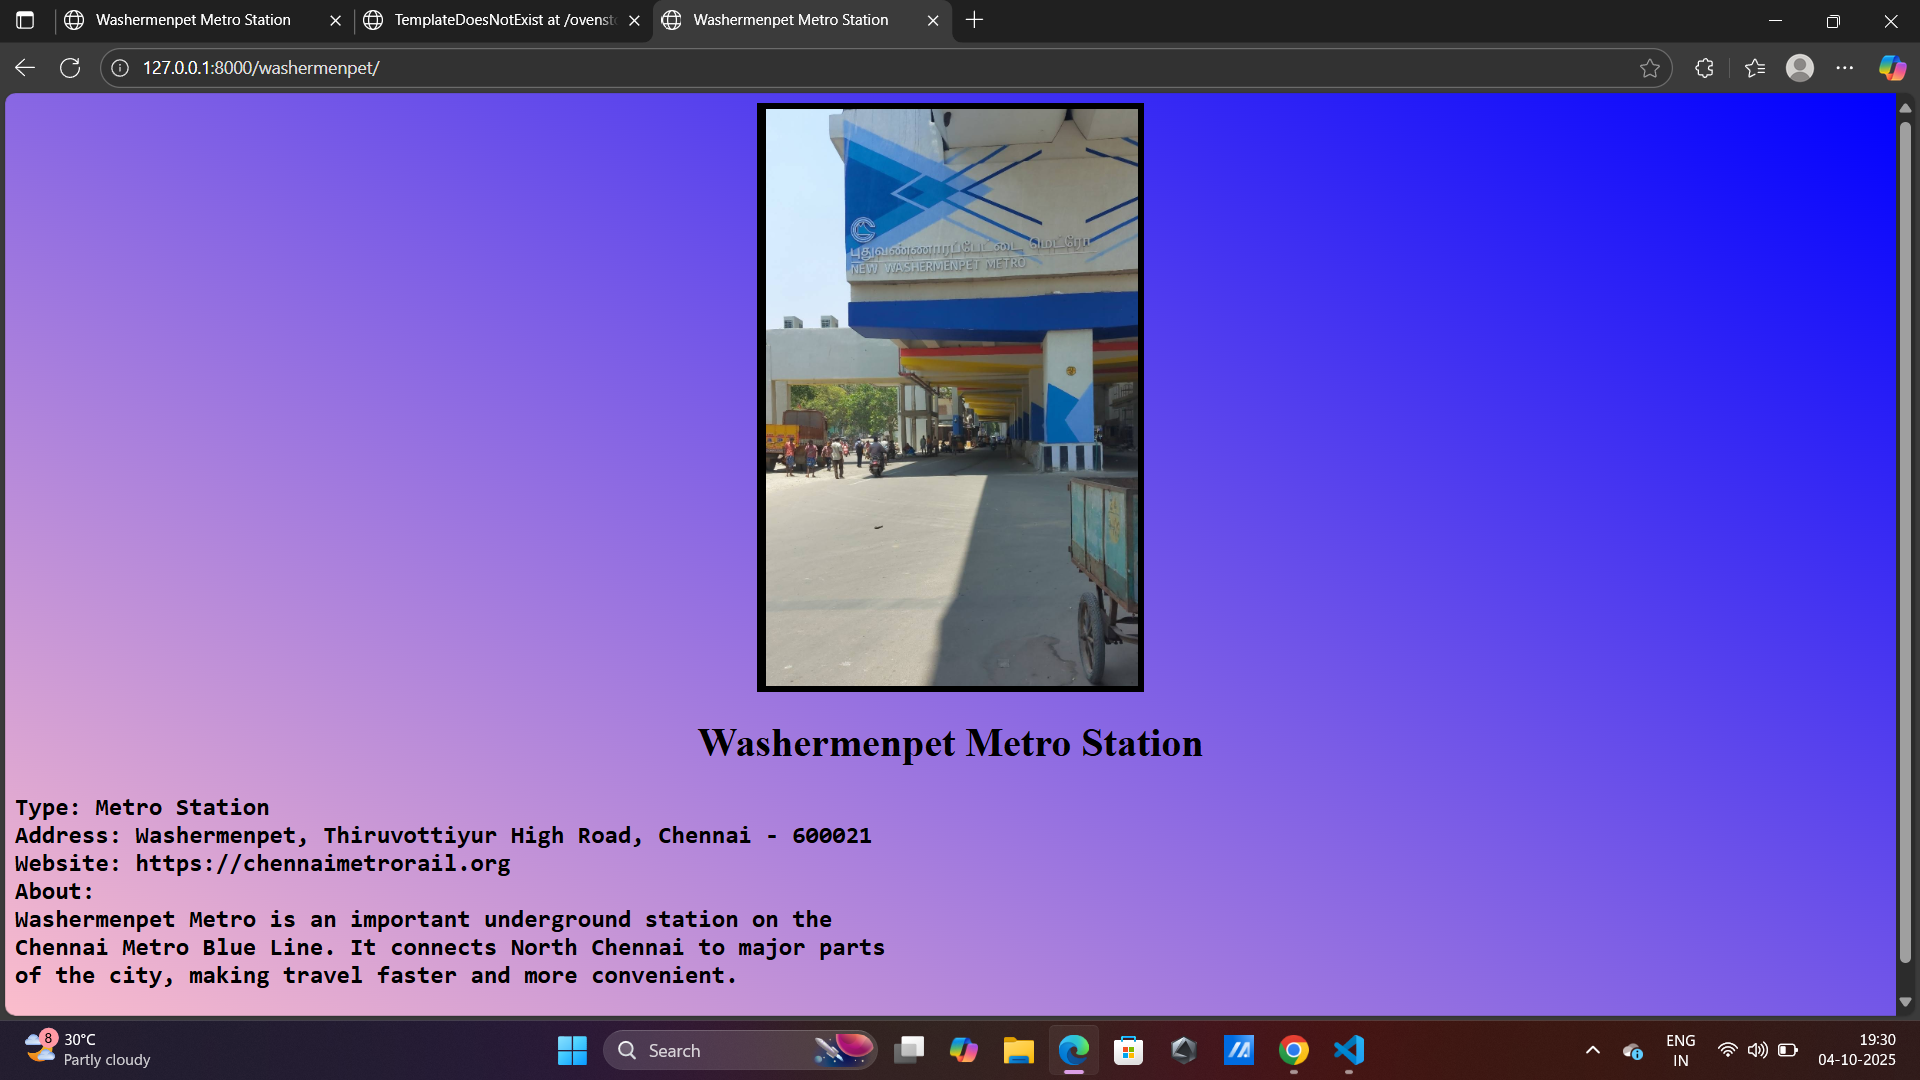 Washermenpet Metro Station
TemplateDoesNotExist at /ovenst
Washermenpet Metro Station
127.0.0.1:8000/washermenpet/
புதுவண்ணாரப்பேட்டை மெட்ரோ
NEW WASHERMENPET METRO
Washermenpet Metro Station
Type: Metro Station
Address: Washermenpet, Thiruvottiyur High Road, Chennai - 600021
Website: https://chennaimetrorail.org
About:
Washermenpet Metro is an important underground station on the
Chennai Metro Blue Line. It connects North Chennai to major parts
of the city, making travel faster and more convenient.
8
30°C
Partly cloudy
Search
ENG
IN
19:30
04-10-2025